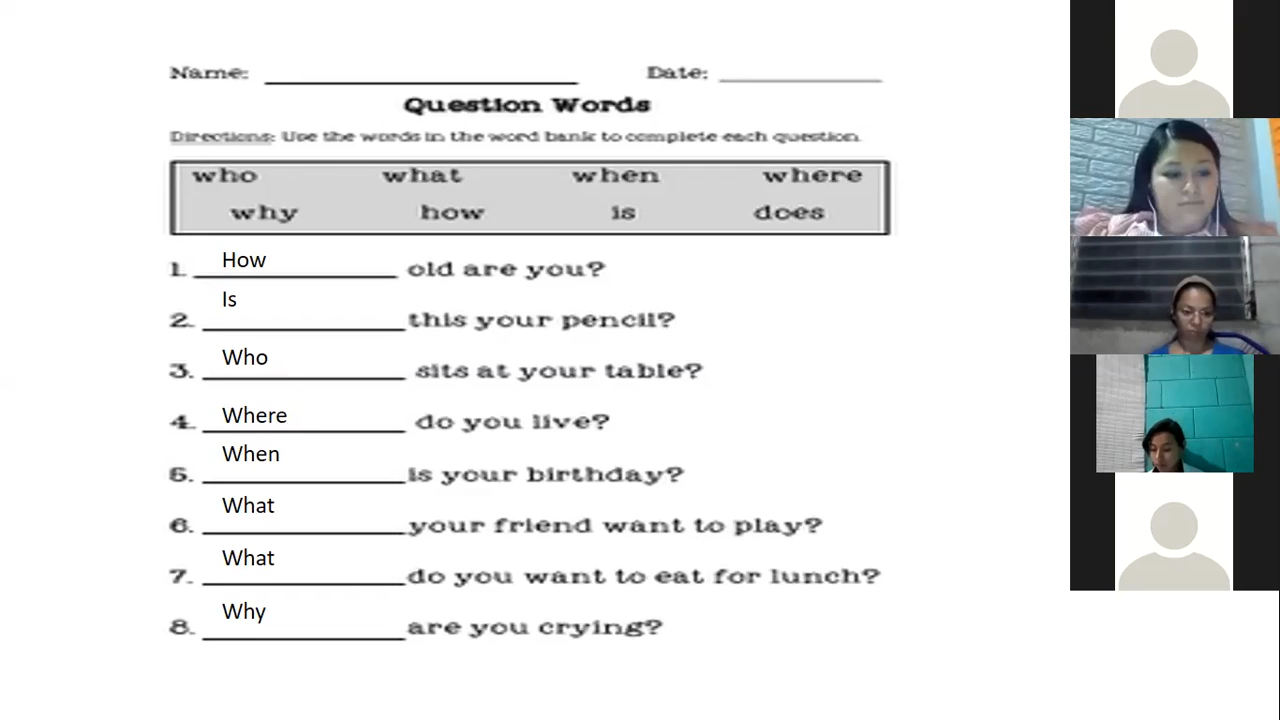 Name: Date:
Question Words
Directions: Use the words in the word bank to complete each question.
who what when where
why how is does
1. How old are you?
2. Is this your pencil?
3. Who sits at your table?
4. Where do you live?
5. When is your birthday?
6. What your friend want to play?
7. What do you want to eat for lunch?
8. Why are you crying?